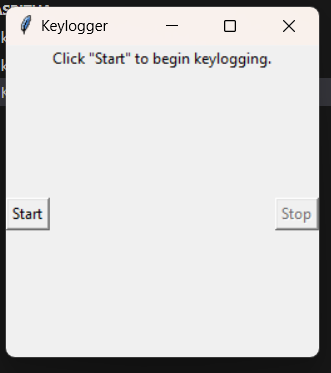 Keylogger
Click "Start" to begin keylogging.
Start
Stop